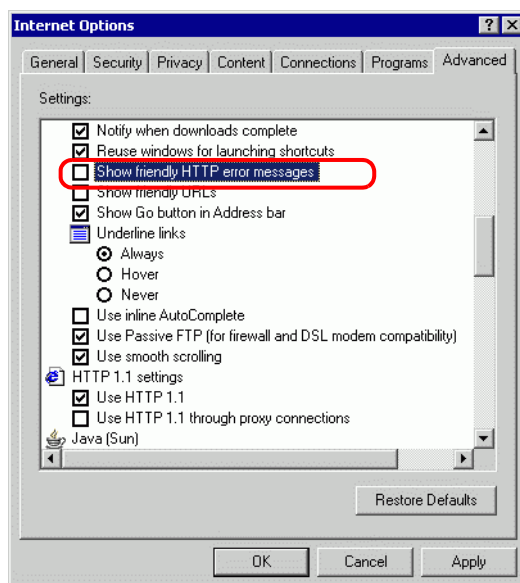 Internet Options
General Security Privacy Content Connections Programs Advanced
Settings:
Notify when downloads complete
Reuse windows for launching shortcuts
Show friendly HTTP error messages
Show friendly URLs
Show Go button in Address bar
Underline links
Always
Hover
Never
Use inline AutoComplete
Use Passive FTP (for firewall and DSL modem compatibility)
Use smooth scrolling
HTTP 1.1 settings
Use HTTP 1.1
Use HTTP 1.1 through proxy connections
Java (Sun)
Restore Defaults
OK Cancel Apply